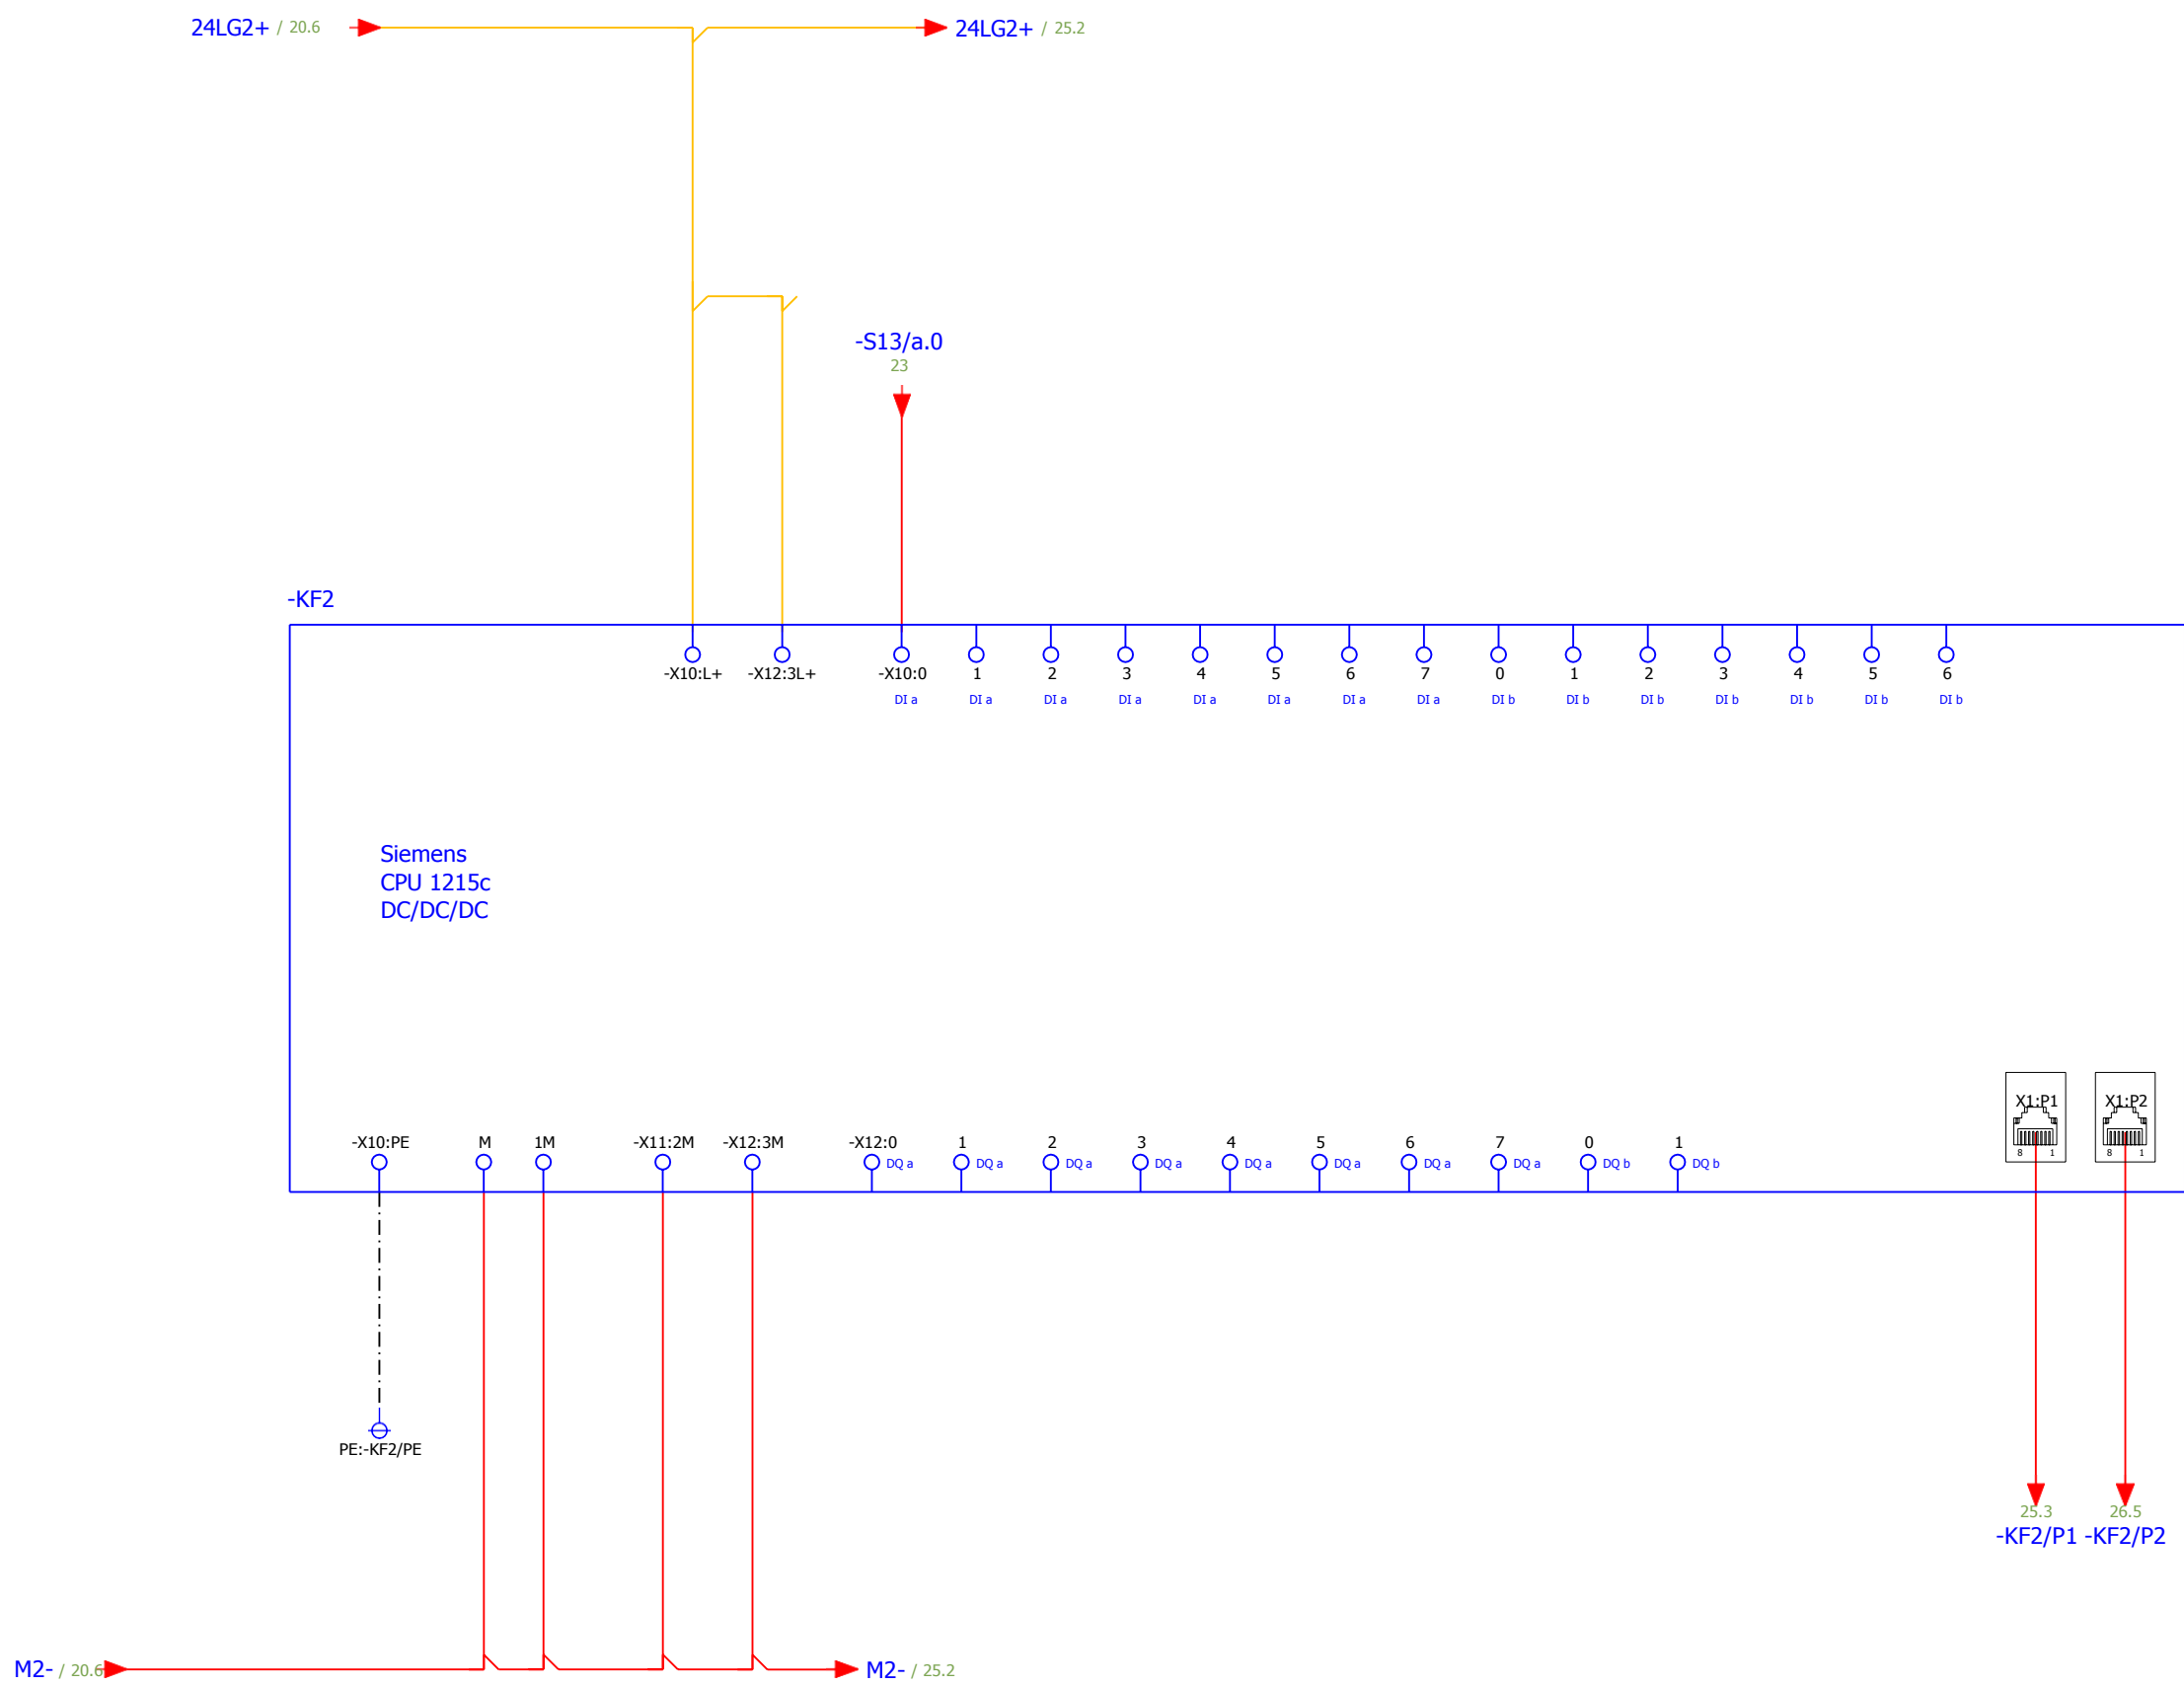 24LG2+ / 20.6
24LG2+ / 25.2
-S13/a.0
23
-KF2
-X10:L+ -X12:3L+ -X10:0 1 2 3 4 5 6 7 0 1 2 3 4 5 6
DI a DI a DI a DI a DI a DI a DI a DI a DI b DI b DI b DI b DI b DI b DI b
Siemens
CPU 1215c
DC/DC/DC
X1:P1 X1:P2
8 1 8 1
-X10:PE M 1M -X11:2M -X12:3M -X12:0 1 2 3 4 5 6 7 0 1
DQ a DQ a DQ a DQ a DQ a DQ a DQ a DQ a DQ b DQ b
PE:-KF2/PE
25.3 26.5
-KF2/P1 -KF2/P2
M2- / 20.6
M2- / 25.2